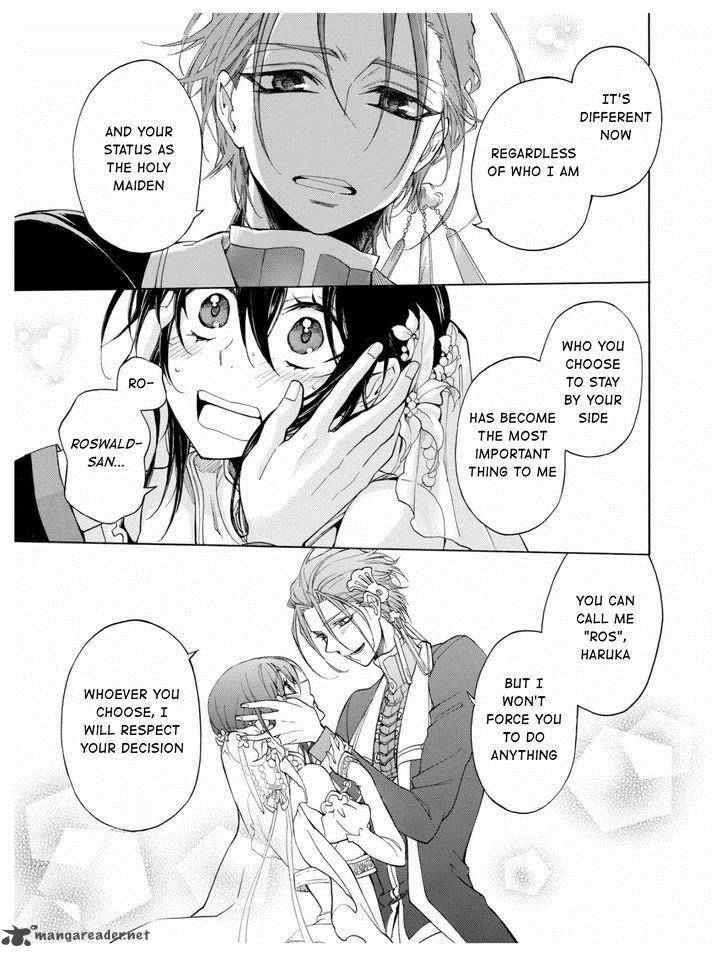 IT'S
DIFFERENT
NOW
REGARDLESS
OF WHO I AM
AND YOUR
STATUS AS
THE HOLY
MAIDEN
WHO YOU
CHOOSE
TO STAY
BY YOUR
SIDE
HAS BECOME
THE MOST
IMPORTANT
THING TO ME
RO-
ROSWALD-
SAN...
YOU CAN
CALL ME
"ROS",
HARUKA
BUT I
WON'T
FORCE YOU
TO DO
ANYTHING
WHOEVER YOU
CHOOSE, I
WILL RESPECT
YOUR DECISION
mangareader.net